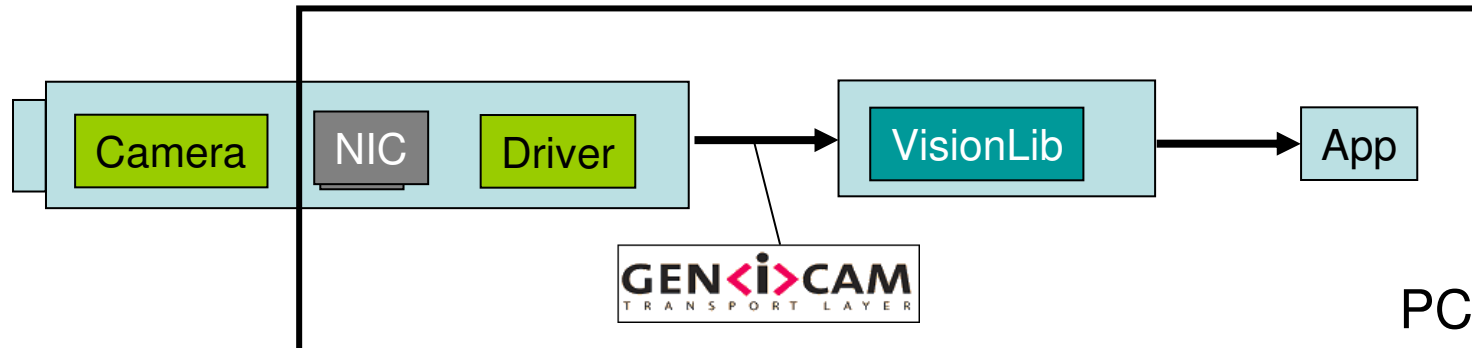 Camera
NIC
Driver
VisionLib
App
GEN<i>CAM
TRANSPORT LAYER
PC